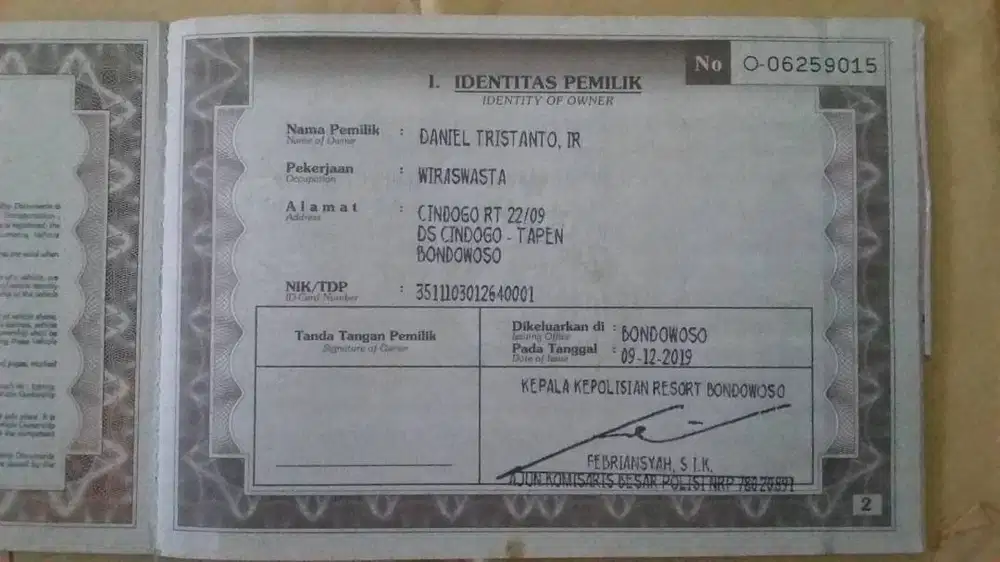 No O-06259015
I. IDENTITAS PEMILIK
IDENTITY OF OWNER
Nama Pemilik : DANIEL TRISTANTO, IR
Name of Owner
Pekerjaan : WIRASWASTA
Occupation
Alamat : CINDOGO RT 22/09
Address
DS CINDOGO - TAPEN
BONDOWOSO
NIK/TDP : 3511103012640001
ID Card Number
Tanda Tangan Pemilik
Signature of Owner
Dikeluarkan di : BONDOWOSO
Issuing Office
Pada Tanggal : 09-12-2019
Date of Issue
KEPALA KEPOLISIAN RESORT BONDOWOSO
FEBRIANSYAH, S I.K.
AJUN KOMISARIS BESAR POLISI NRP 78020891
2